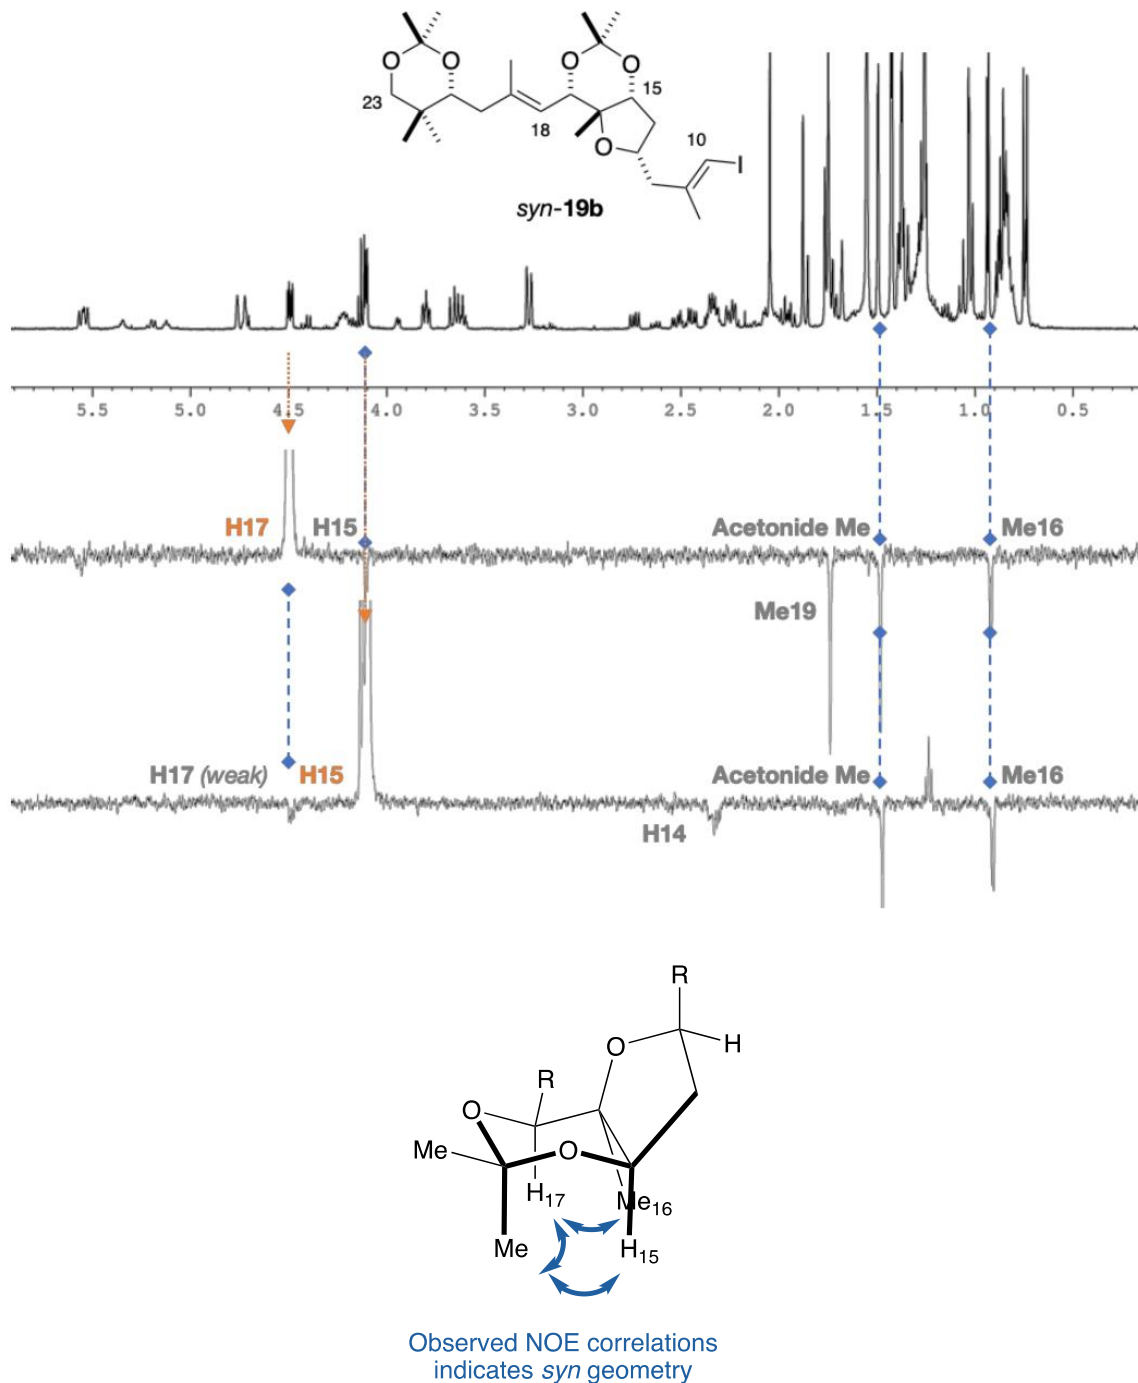 O
O
O
O
23
15
18
O
10
I
syn-19b
5.5 5.0 4.5 4.0 3.5 3.0 2.5 2.0 1.5 1.0 0.5
H17 H15 Acetonide Me Me16
Me19
H17 (weak) H15 Acetonide Me Me16
H14
R
O H
R
O
Me O
H17 Me16
Me H15
Observed NOE correlations
indicates syn geometry